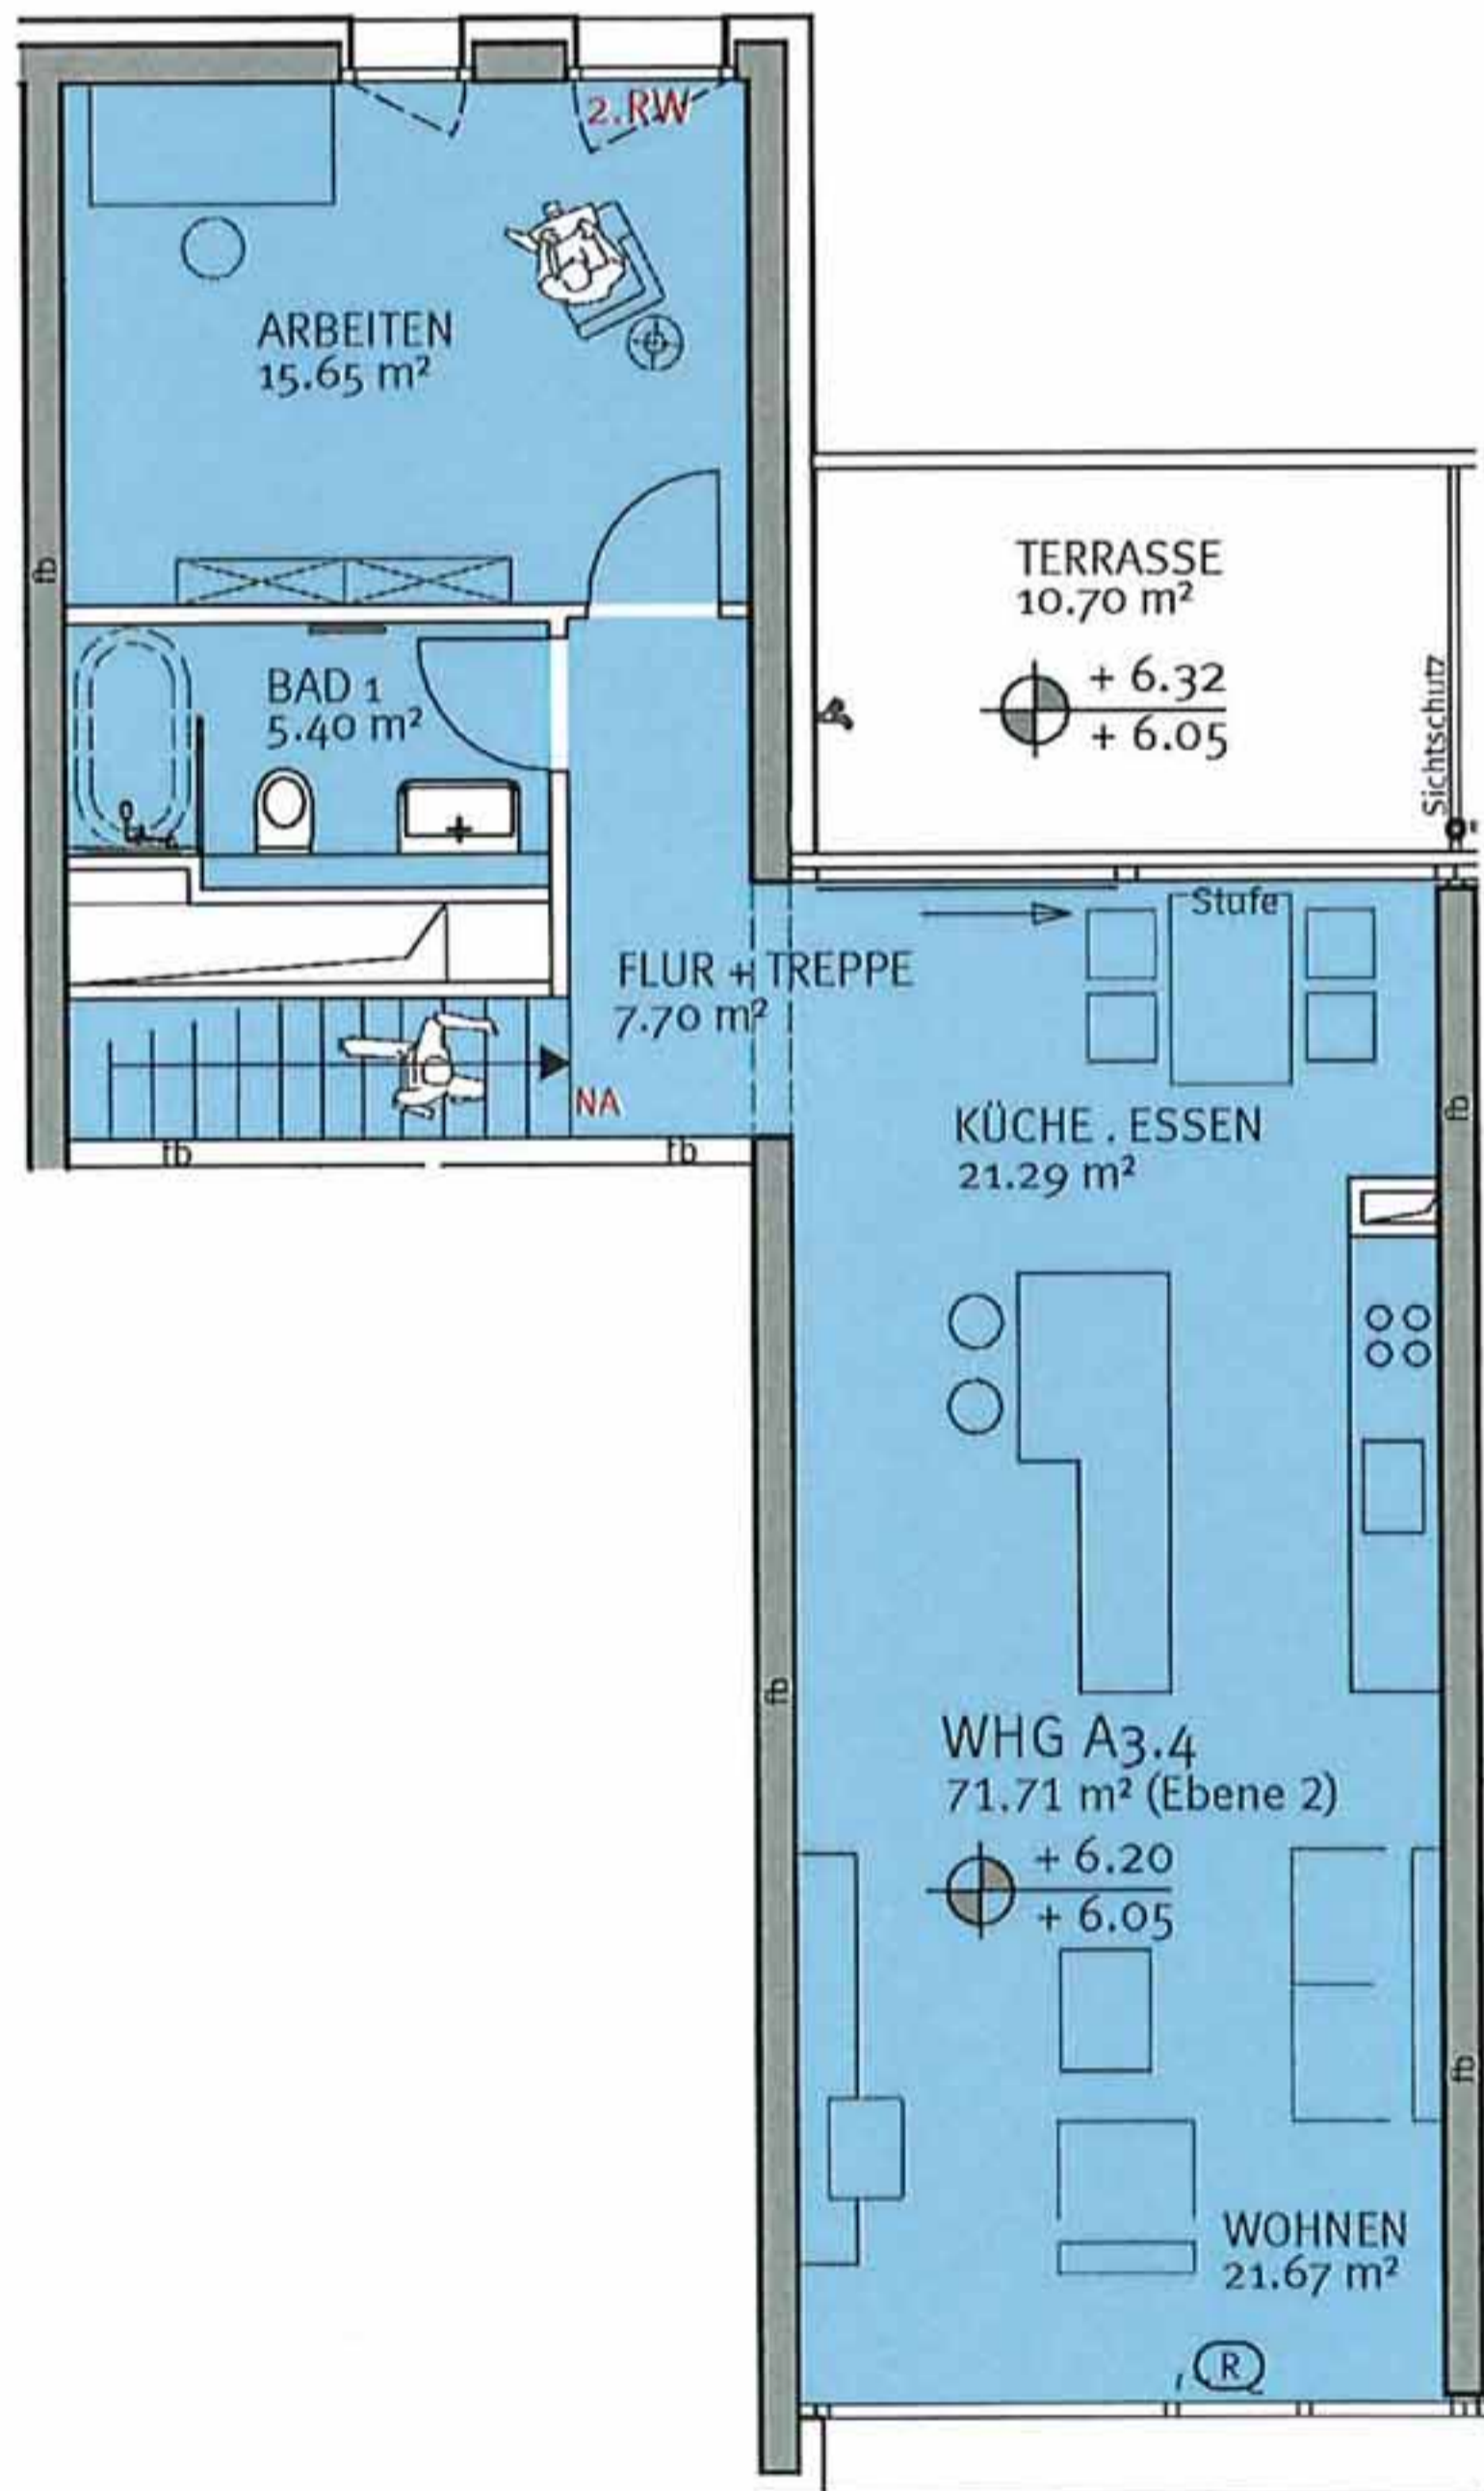 2.RW
ARBEITEN
15.65 m²
fb
TERRASSE
10.70 m²
+ 6.32
+ 6.05
Sichtschutz
BAD 1
5.40 m²
Stufe
FLUR + TREPPE
7.70 m²
NA
fb
fb
KÜCHE . ESSEN
21.29 m²
fb
fb
WHG A3.4
71.71 m² (Ebene 2)
+ 6.20
+ 6.05
fb
WOHNEN
21.67 m²
R